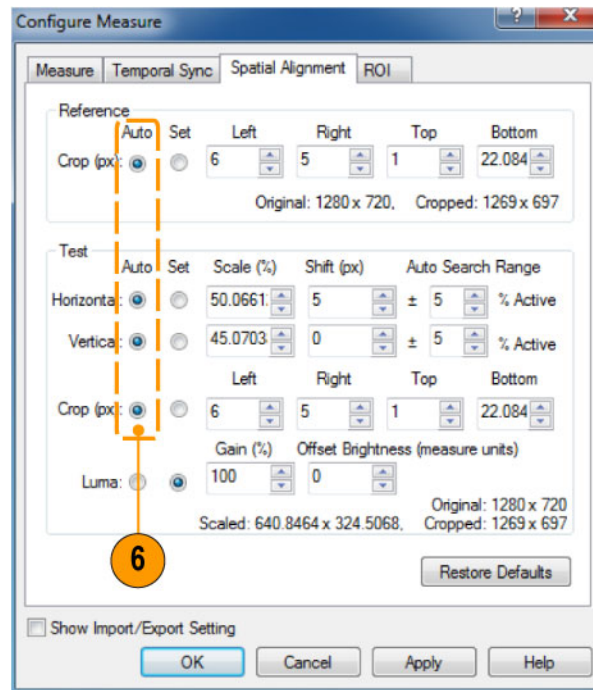 Configure Measure
Measure Temporal Sync Spatial Alignment ROI
Reference
Auto Set Left Right Top Bottom
Crop (px): 6 5 1 22.084
Original: 1280 x 720, Cropped: 1269 x 697
Test
Auto Set Scale (%) Shift (px) Auto Search Range
Horizontal: 50.0661 5 ± 5 % Active
Vertical: 45.0703 0 ± 5 % Active
Left Right Top Bottom
Crop (px): 6 5 1 22.084
Gain (%) Offset Brightness (measure units)
Luma: 100 0
Original: 1280 x 720
Scaled: 640.8464 x 324.5068, Cropped: 1269 x 697
6
Restore Defaults
Show Import/Export Setting
OK Cancel Apply Help